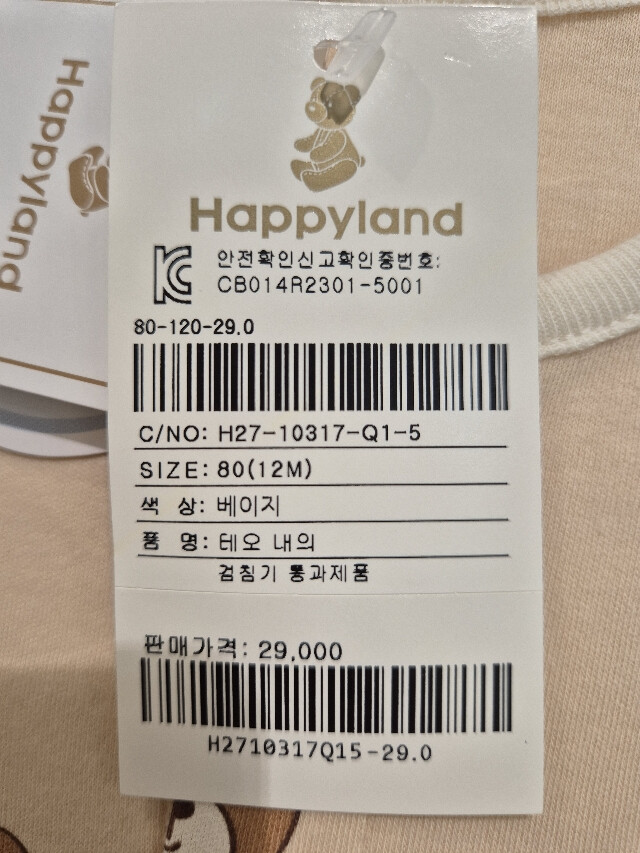 Happyland
Happyland
안전확인신고확인증번호:
CB014R2301-5001
80-120-29.0
C/NO: H27-10317-Q1-5
SIZE: 80(12M)
색 상: 베이지
품 명: 테오 내의
검침기 통과제품
판매가격: 29,000
H2710317Q15-29.0